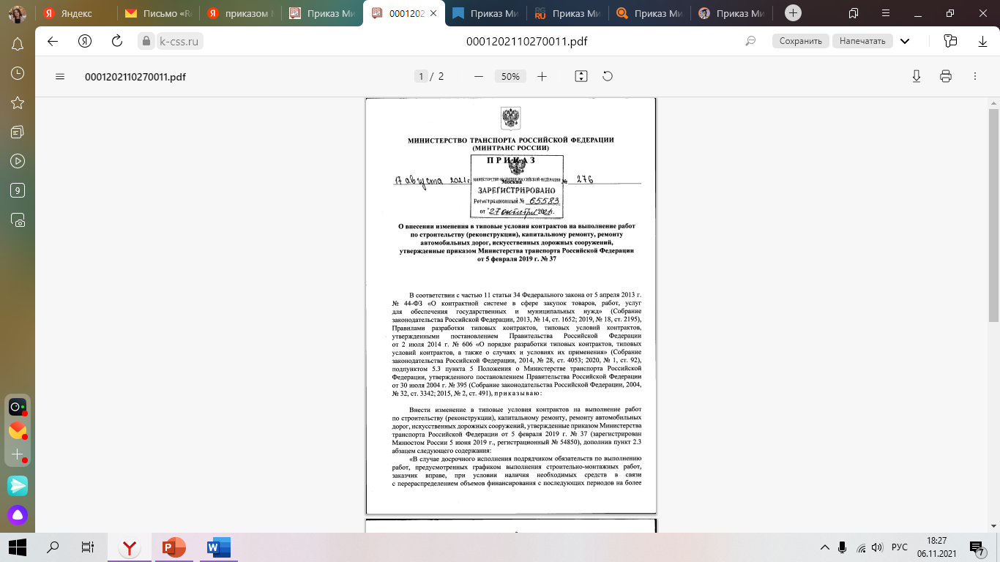 Яндекс
Письмо «Re
приказом М
Приказ Ми
0001202
Приказ Ми
Приказ Ми
Приказ Ми
Приказ Ми
k-css.ru
0001202110270011.pdf
Сохранить
Напечатать
0001202110270011.pdf
1 / 2
50%
МИНИСТЕРСТВО ТРАНСПОРТА РОССИЙСКОЙ ФЕДЕРАЦИИ
(МИНТРАНС РОССИИ)
ПРИКАЗ
17 августа 2021 г.
Москва
№ 276
МИНИСТЕРСТВО ЮСТИЦИИ РОССИЙСКОЙ ФЕДЕРАЦИИ
ЗАРЕГИСТРИРОВАНО
Регистрационный № 65583
от "27 октября 2021г.
О внесении изменения в типовые условия контрактов на выполнение работ
по строительству (реконструкции), капитальному ремонту, ремонту
автомобильных дорог, искусственных дорожных сооружений,
утвержденные приказом Министерства транспорта Российской Федерации
от 5 февраля 2019 г. № 37
В соответствии с частью 11 статьи 34 Федерального закона от 5 апреля 2013 г.
№ 44-ФЗ «О контрактной системе в сфере закупок товаров, работ, услуг
для обеспечения государственных и муниципальных нужд» (Собрание
законодательства Российской Федерации, 2013, № 14, ст. 1652; 2019, № 18, ст. 2195),
Правилами разработки типовых контрактов, типовых условий контрактов,
утвержденными постановлением Правительства Российской Федерации
от 2 июля 2014 г. № 606 «О порядке разработки типовых контрактов, типовых
условий контрактов, а также о случаях и условиях их применения» (Собрание
законодательства Российской Федерации, 2014, № 28, ст. 4053; 2020, № 1, ст. 92),
подпунктом 5.3 пункта 5 Положения о Министерстве транспорта Российской
Федерации, утвержденного постановлением Правительства Российской Федерации
от 30 июля 2004 г. № 395 (Собрание законодательства Российской Федерации, 2004,
№ 32, ст. 3342; 2015, № 2, ст. 491), приказываю:
Внести изменение в типовые условия контрактов на выполнение работ
по строительству (реконструкции), капитальному ремонту, ремонту автомобильных
дорог, искусственных дорожных сооружений, утвержденные приказом Министерства
транспорта Российской Федерации от 5 февраля 2019 г. № 37 (зарегистрирован
Минюстом России 5 июня 2019 г., регистрационный № 54850), дополнив пункт 2.3
абзацем следующего содержания:
«В случае досрочного исполнения подрядчиком обязательств по выполнению
работ, предусмотренных графиком выполнения строительно-монтажных работ,
заказчик вправе, при условии наличия необходимых средств в связи
с перераспределением объемов финансирования с последующих периодов на более
9
РУС
18:27
06.11.2021
7